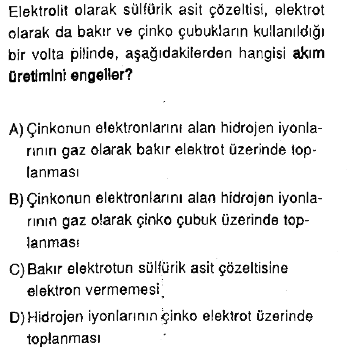 Elektrolit olarak sülfürik asit çözeltisi, elektrot
olarak da bakır ve çinko çubukların kullanıldığı
bir volta pilinde, aşağıdakilerden hangisi akım
üretimini engeller?
A) Çinkonun elektronlarını alan hidrojen iyonla-
rının gaz olarak bakır elektrot üzerinde top-
lanması
B) Çinkonun elektronlarını alan hidrojen iyonla-
rının gaz olarak çinko çubuk üzerinde top-
lanması
C) Bakır elektrotun sülfürik asit çözeltisine
elektron vermemesi
D) Hidrojen iyonlarının çinko elektrot üzerinde
toplanması